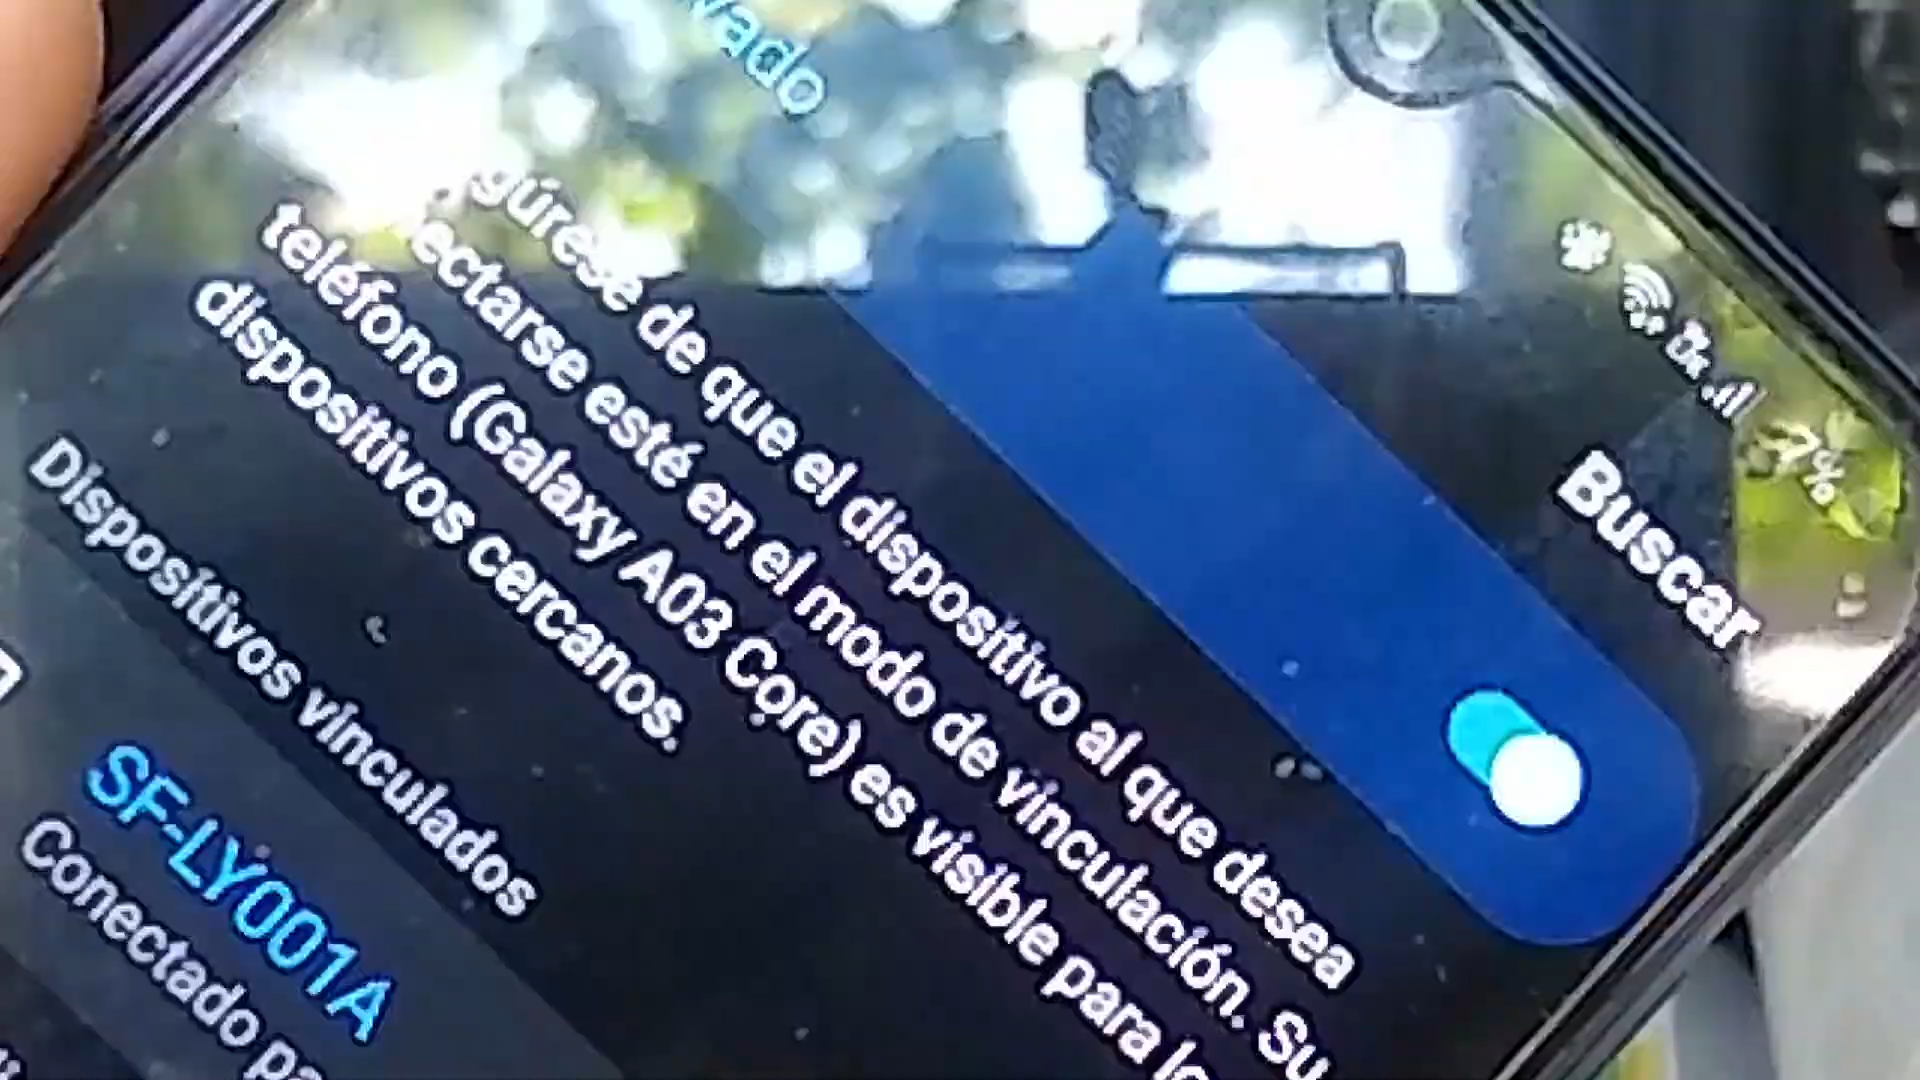 Buscar
vado
gúrese de que el dispositivo al que desea
ectarse esté en el modo de vinculación. Su
teléfono (Galaxy A03 Core) es visible para lo
dispositivos cercanos.
Dispositivos vinculados
SF-LY001A
Conectado pa